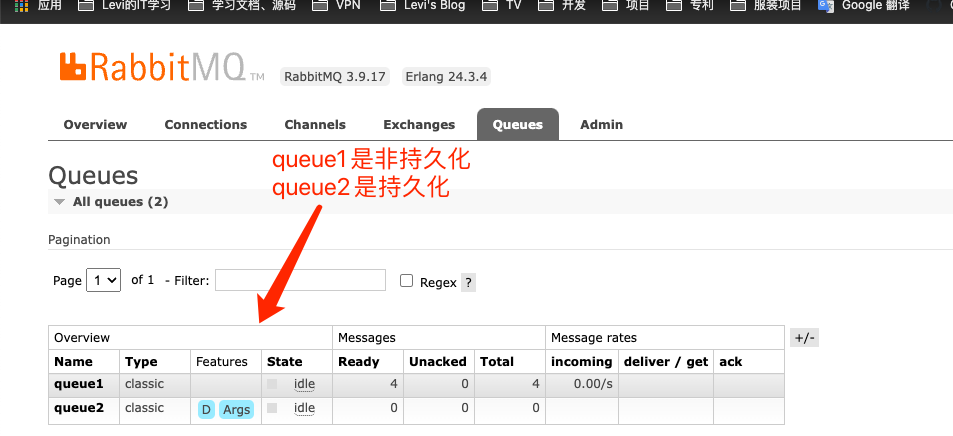 应用 Levi的IT学习 学习文档、源码 VPN Levi's Blog TV 开发 项目 专利 服装项目 Google 翻译
RabbitMQ TM RabbitMQ 3.9.17 Erlang 24.3.4
Overview Connections Channels Exchanges Queues Admin
queue1是非持久化
queue2是持久化
Queues
All queues (2)
Pagination
Page 1 of 1 - Filter: Regex ?
Overview Messages Message rates +/-
Name Type Features State Ready Unacked Total incoming deliver / get ack
queue1 classic idle 4 0 4 0.00/s
queue2 classic D Args idle 0 0 0